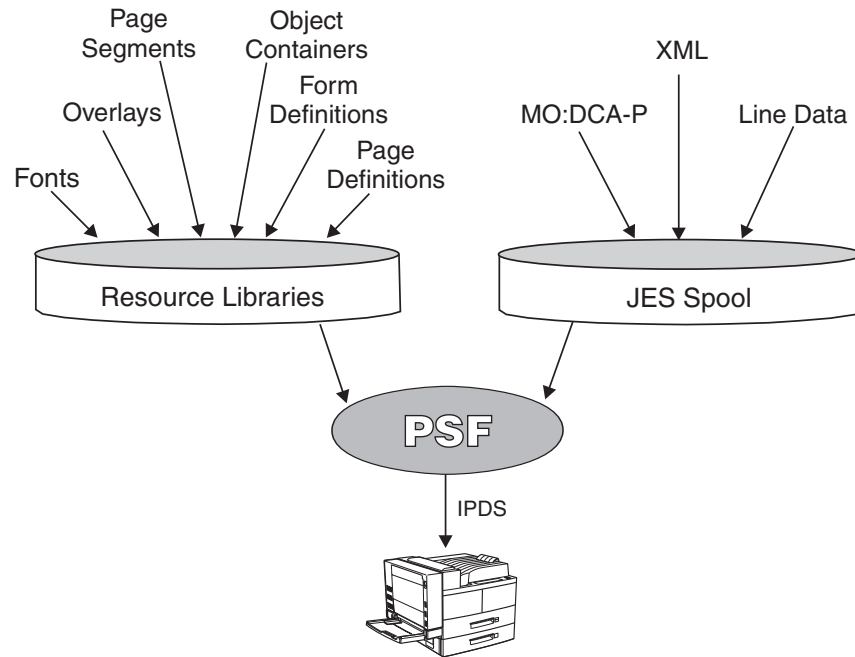 Page
Segments
Object
Containers
Overlays
Form
Definitions
Fonts
Page
Definitions
XML
MO:DCA-P
Line Data
Resource Libraries
JES Spool
PSF
IPDS